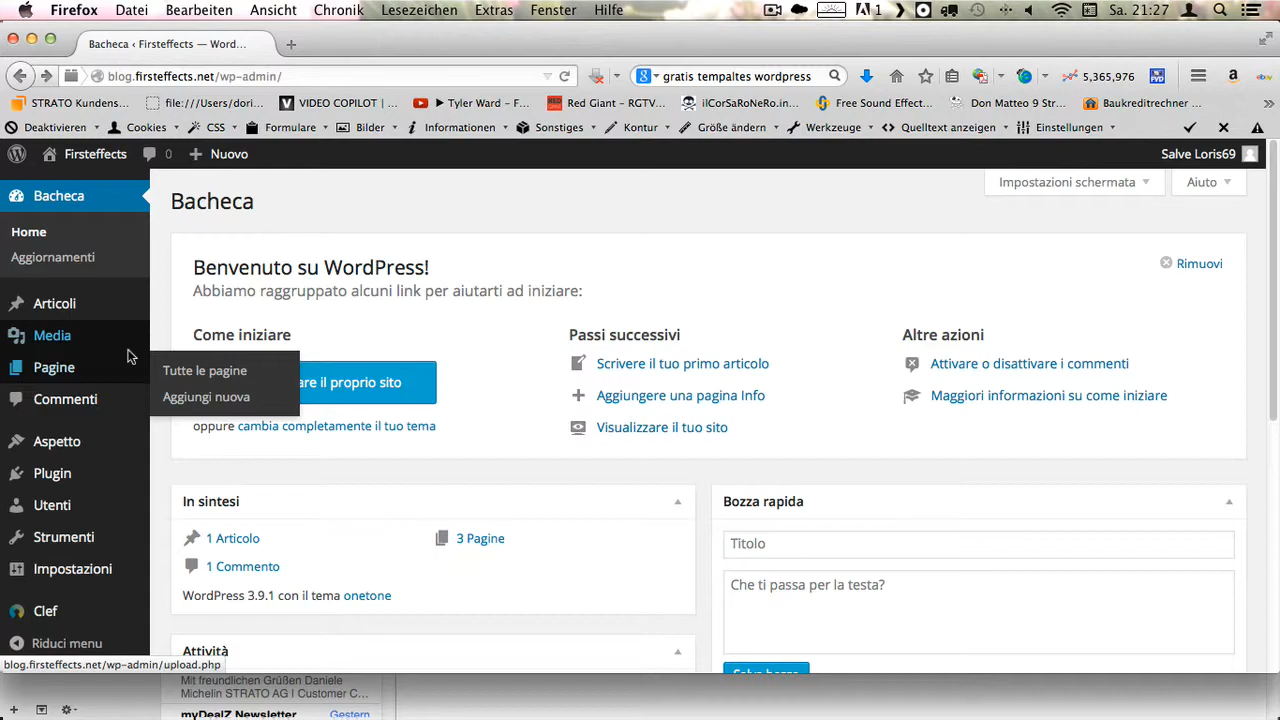 Firefox Datei Bearbeiten Ansicht Chronik Lesezeichen Extras Fenster Hilfe 1 Sa. 21:27
Bacheca ‹ Firsteffects — Word...
blog.firsteffects.net/wp-admin/ gratis tempaltes wordpress 5,365,976
STRATO Kundens... file:///Users/dori... VIDEO COPILOT | ... Tyler Ward - F... Red Giant - RGTV... ilCorSaRoNeRo.in... Free Sound Effect... Don Matteo 9 Str... Baukreditrechner ...
Deaktivieren Cookies CSS Formulare Bilder Informationen Sonstiges Kontur Größe ändern Werkzeuge Quelltext anzeigen Einstellungen
Firsteffects 0 Nuovo Salve Loris69
Bacheca
Home
Aggiornamenti
Articoli
Media
Pagine
Commenti
Aspetto
Plugin
Utenti
Strumenti
Impostazioni
Clef
Riduci menu
Tutte le pagine
Aggiungi nuova
Impostazioni schermata Aiuto
Bacheca
Benvenuto su WordPress!
Rimuovi
Abbiamo raggruppato alcuni link per aiutarti ad iniziare:
Come iniziare
are il proprio sito
oppure cambia completamente il tuo tema
Passi successivi
Scrivere il tuo primo articolo
Aggiungere una pagina Info
Visualizzare il tuo sito
Altre azioni
Attivare o disattivare i commenti
Maggiori informazioni su come iniziare
In sintesi
1 Articolo 3 Pagine
1 Commento
WordPress 3.9.1 con il tema onetone
Attività
Bozza rapida
Titolo
Che ti passa per la testa?
Salva bozza
blog.firsteffects.net/wp-admin/upload.php
Mit freundlichen Grüßen Daniele
Michelin STRATO AG | Customer C...
myDealZ Newsletter Gestern